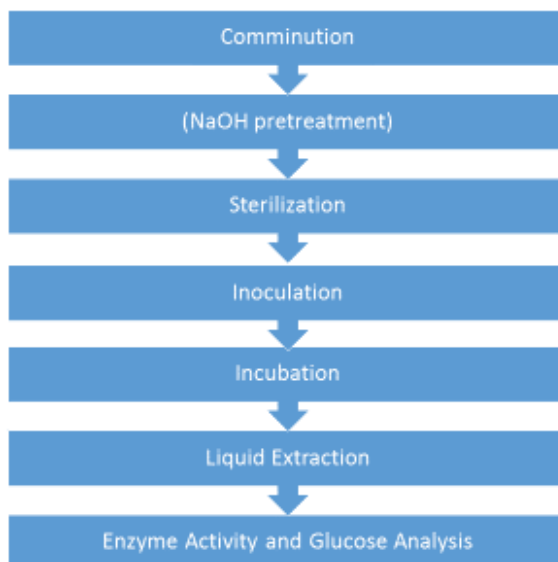 Comminution
(NaOH pretreatment)
Sterilization
Inoculation
Incubation
Liquid Extraction
Enzyme Activity and Glucose Analysis